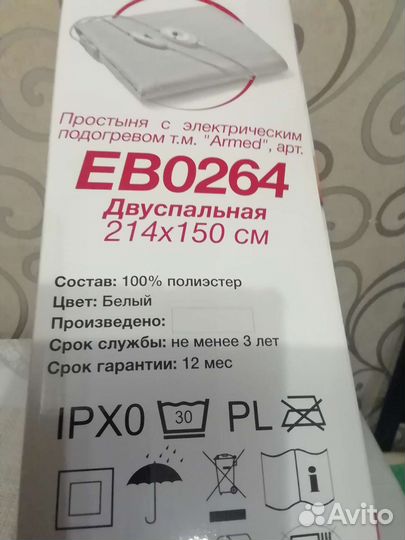 Простыня с электрическим
подогревом т.м. "Armed", арт.
EB0264
Двуспальная
214x150 см
Состав: 100% полиэстер
Цвет: Белый
Произведено:
Срок службы: не менее 3 лет
Срок гарантии: 12 мес
IPX0 30 PL
i
Avito